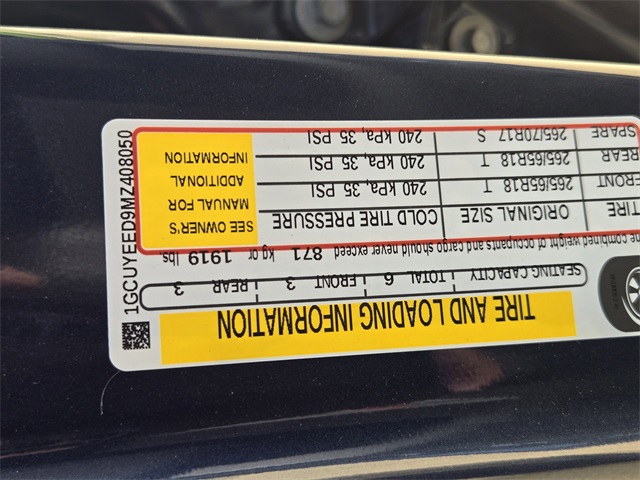 TIRE AND LOADING INFORMATION
SEATING CAPACITY TOTAL 6 FRONT 3 REAR 3
The combined weight of occupants and cargo should never exceed 871 kg or 1919 lbs
TIRE ORIGINAL SIZE COLD TIRE PRESSURE SEE OWNER'S
FRONT 265/65R18 T 240 kPa, 35 PSI MANUAL FOR
REAR 265/65R18 T 240 kPa, 35 PSI ADDITIONAL
SPARE 265/70R17 S 240 kPa, 35 PSI INFORMATION
1GCUYEED9MZ408050